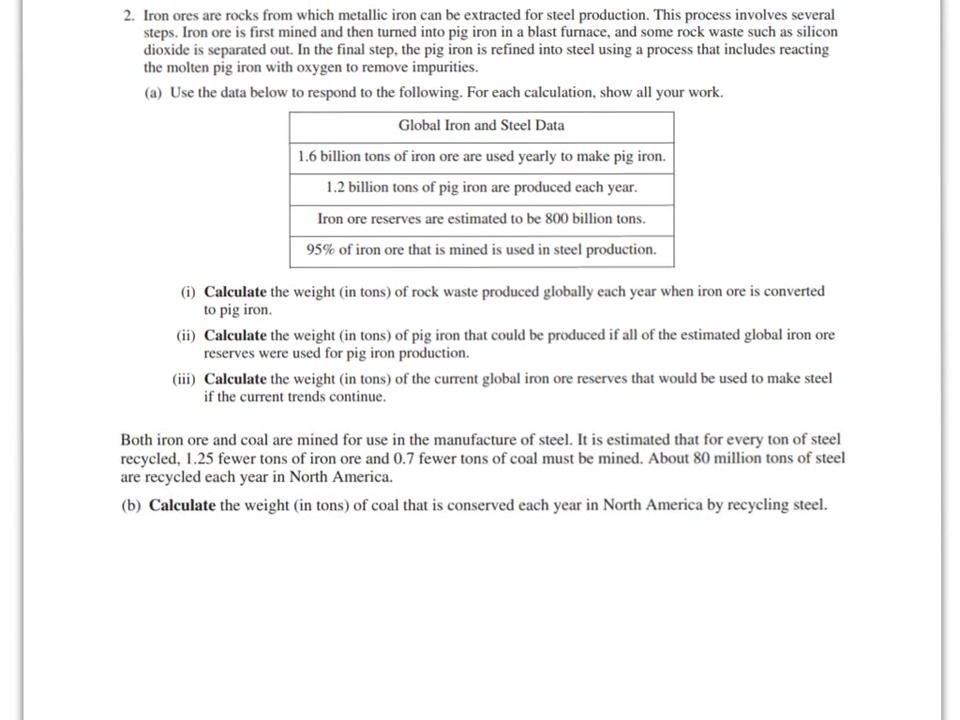 2. Iron ores are rocks from which metallic iron can be extracted for steel production. This process involves several
steps. Iron ore is first mined and then turned into pig iron in a blast furnace, and some rock waste such as silicon
dioxide is separated out. In the final step, the pig iron is refined into steel using a process that includes reacting
the molten pig iron with oxygen to remove impurities.
(a) Use the data below to respond to the following. For each calculation, show all your work.
Global Iron and Steel Data
1.6 billion tons of iron ore are used yearly to make pig iron.
1.2 billion tons of pig iron are produced each year.
Iron ore reserves are estimated to be 800 billion tons.
95% of iron ore that is mined is used in steel production.
(i) Calculate the weight (in tons) of rock waste produced globally each year when iron ore is converted
to pig iron.
(ii) Calculate the weight (in tons) of pig iron that could be produced if all of the estimated global iron ore
reserves were used for pig iron production.
(iii) Calculate the weight (in tons) of the current global iron ore reserves that would be used to make steel
if the current trends continue.
Both iron ore and coal are mined for use in the manufacture of steel. It is estimated that for every ton of steel
recycled, 1.25 fewer tons of iron ore and 0.7 fewer tons of coal must be mined. About 80 million tons of steel
are recycled each year in North America.
(b) Calculate the weight (in tons) of coal that is conserved each year in North America by recycling steel.